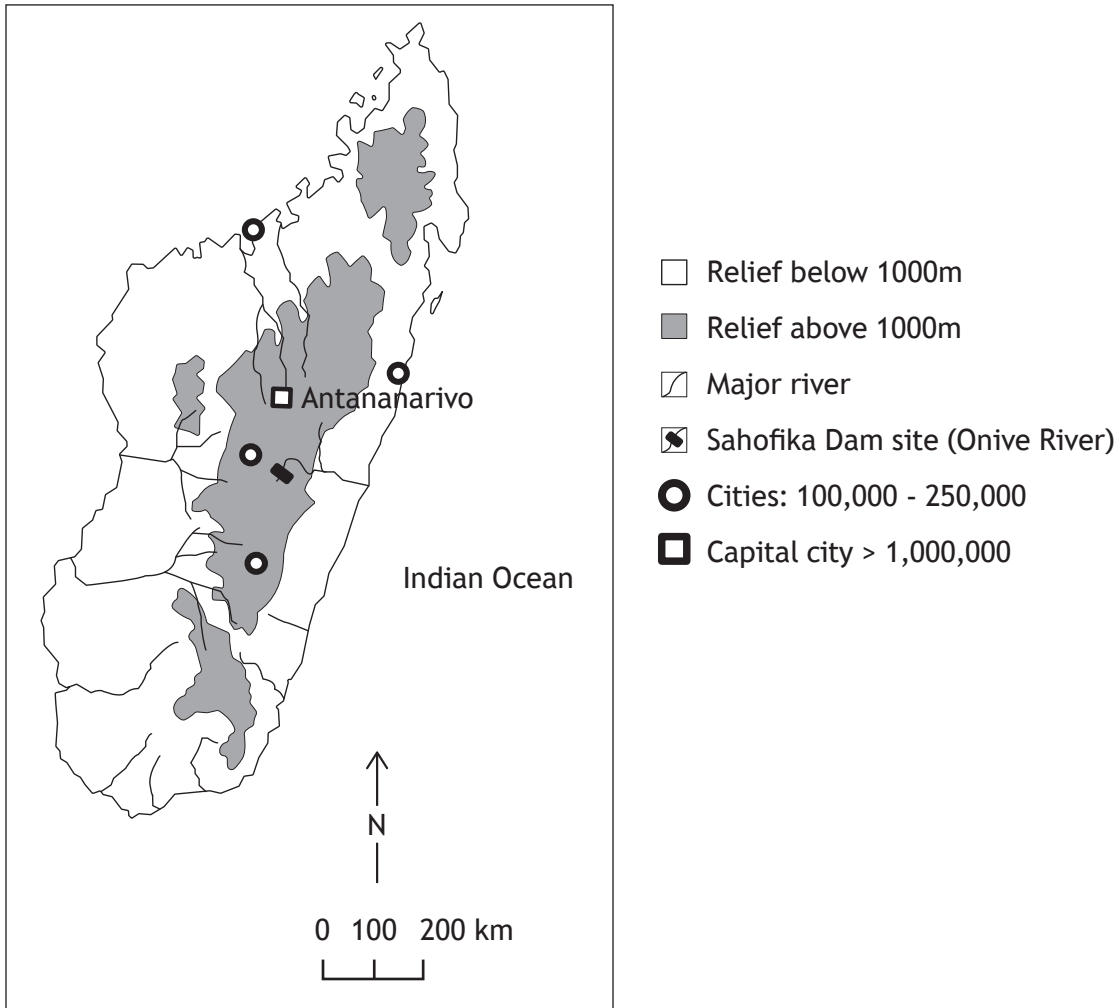 Antananarivo
Indian Ocean
N
0 100 200 km
Relief below 1000m
Relief above 1000m
Major river
Sahofika Dam site (Onive River)
Cities: 100,000 - 250,000
Capital city > 1,000,000